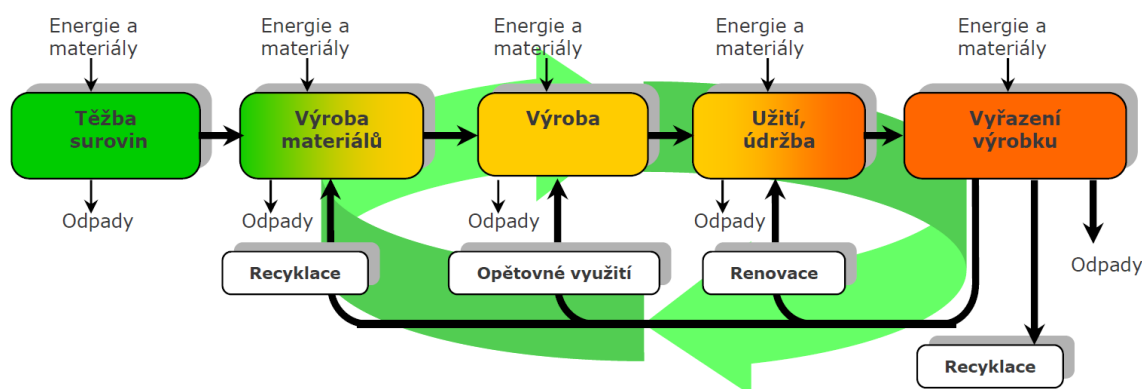 Energie a
materiály
Energie a
materiály
Energie a
materiály
Energie a
materiály
Energie a
materiály
Těžba
surovin
Výroba
materiálů
Výroba
Užití,
údržba
Vyřazení
výrobku
Odpady
Odpady
Odpady
Odpady
Odpady
Recyklace
Opětovné využití
Renovace
Recyklace